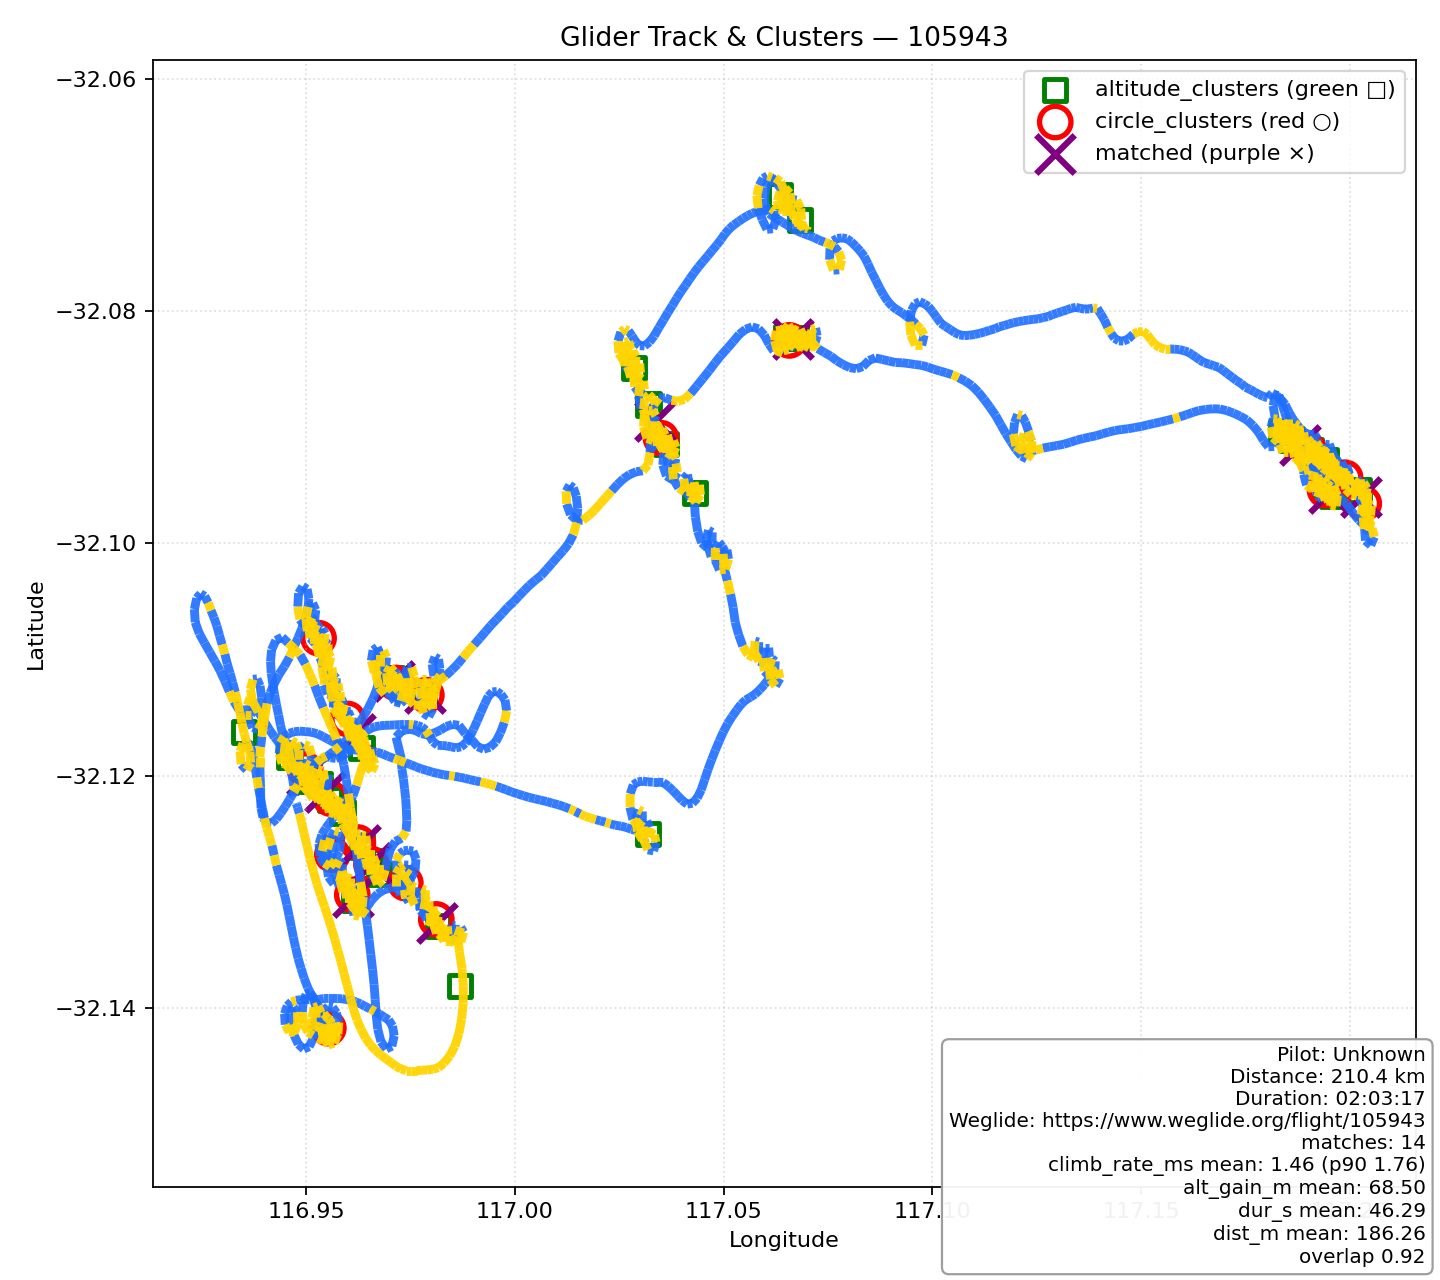 Glider Track & Clusters — 105943
altitude_clusters (green □)
circle_clusters (red ○)
matched (purple ×)
−32.06
−32.08
−32.10
−32.12
−32.14
Latitude
116.95
117.00
117.05
117.10
117.15
Longitude
Pilot: Unknown
Distance: 210.4 km
Duration: 02:03:17
Weglide: https://www.weglide.org/flight/105943
matches: 14
climb_rate_ms mean: 1.46 (p90 1.76)
alt_gain_m mean: 68.50
dur_s mean: 46.29
dist_m mean: 186.26
overlap 0.92